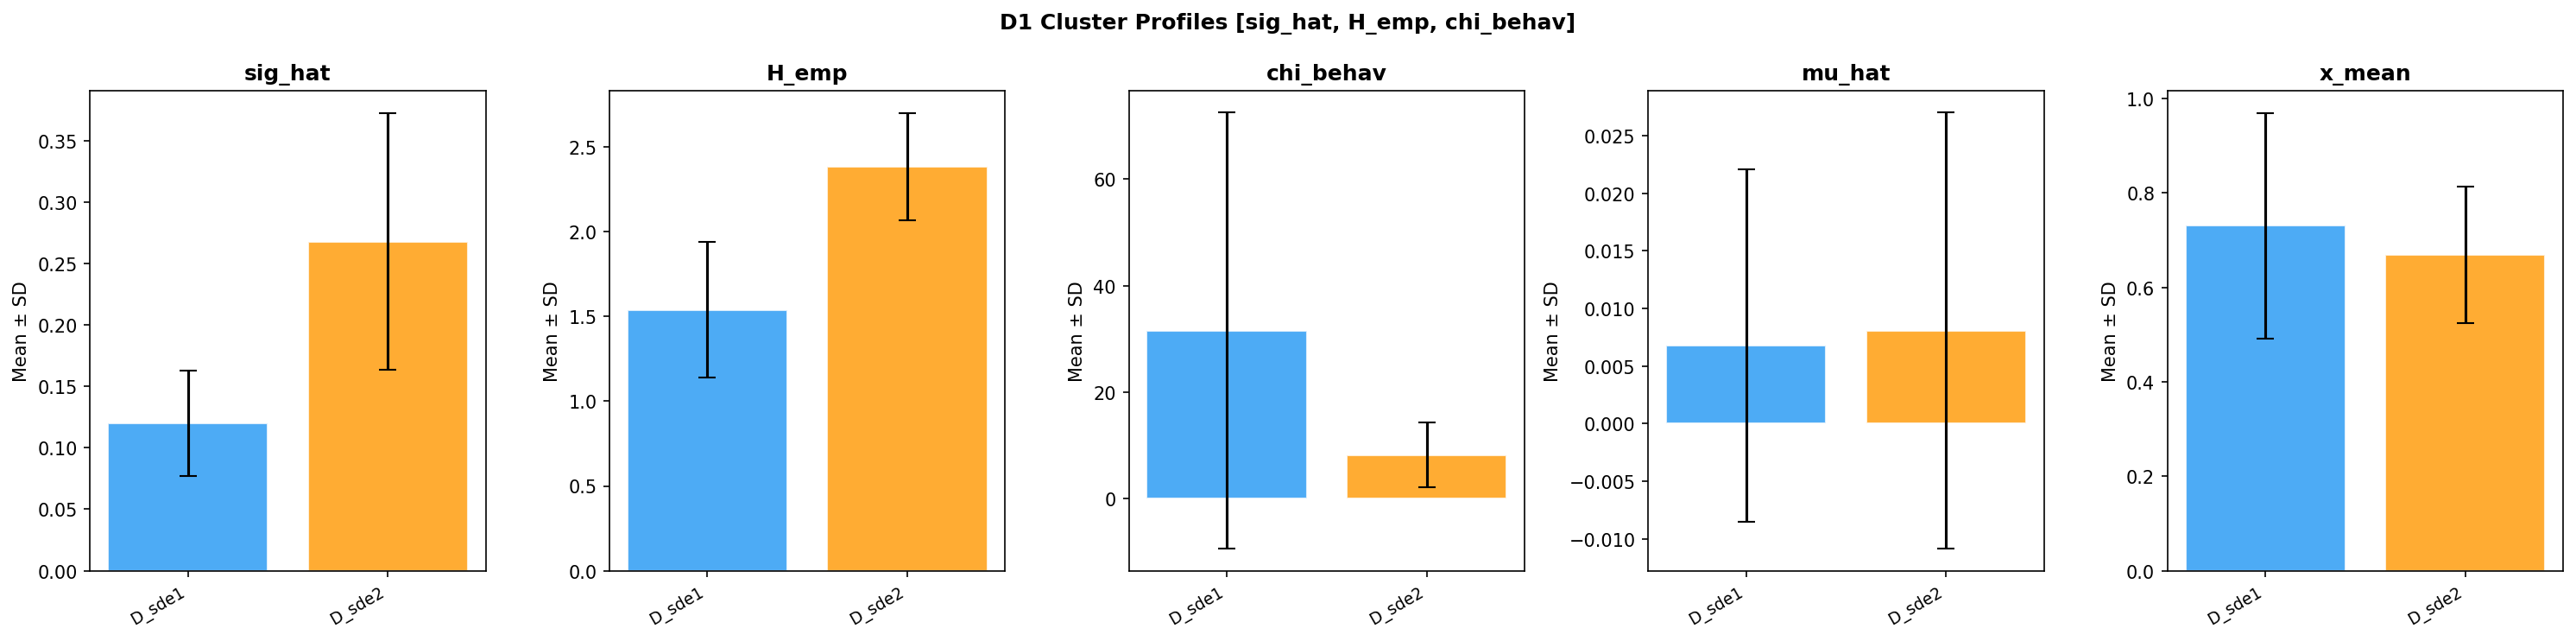 D1 Cluster Profiles [sig_hat, H_emp, chi_behav]
sig_hat
Mean ± SD
0.35
0.30
0.25
0.20
0.15
0.10
0.05
0.00
D_sde1
D_sde2
H_emp
Mean ± SD
2.5
2.0
1.5
1.0
0.5
0.0
D_sde1
D_sde2
chi_behav
Mean ± SD
60
40
20
0
D_sde1
D_sde2
mu_hat
Mean ± SD
0.025
0.020
0.015
0.010
0.005
0.000
−0.005
−0.010
D_sde1
D_sde2
x_mean
Mean ± SD
1.0
0.8
0.6
0.4
0.2
0.0
D_sde1
D_sde2